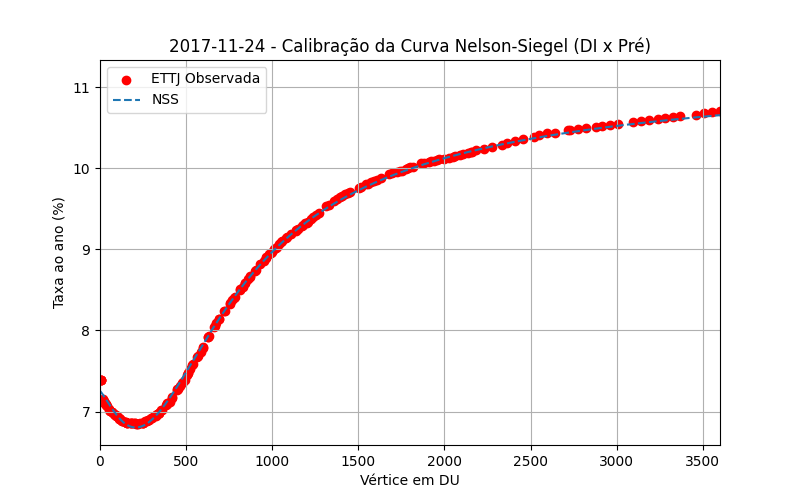 2017-11-24 - Calibração da Curva Nelson-Siegel (DI x Pré)
ETTJ Observada
NSS
Taxa ao ano (%)
11
10
9
8
7
0 500 1000 1500 2000 2500 3000 3500
Vértice em DU